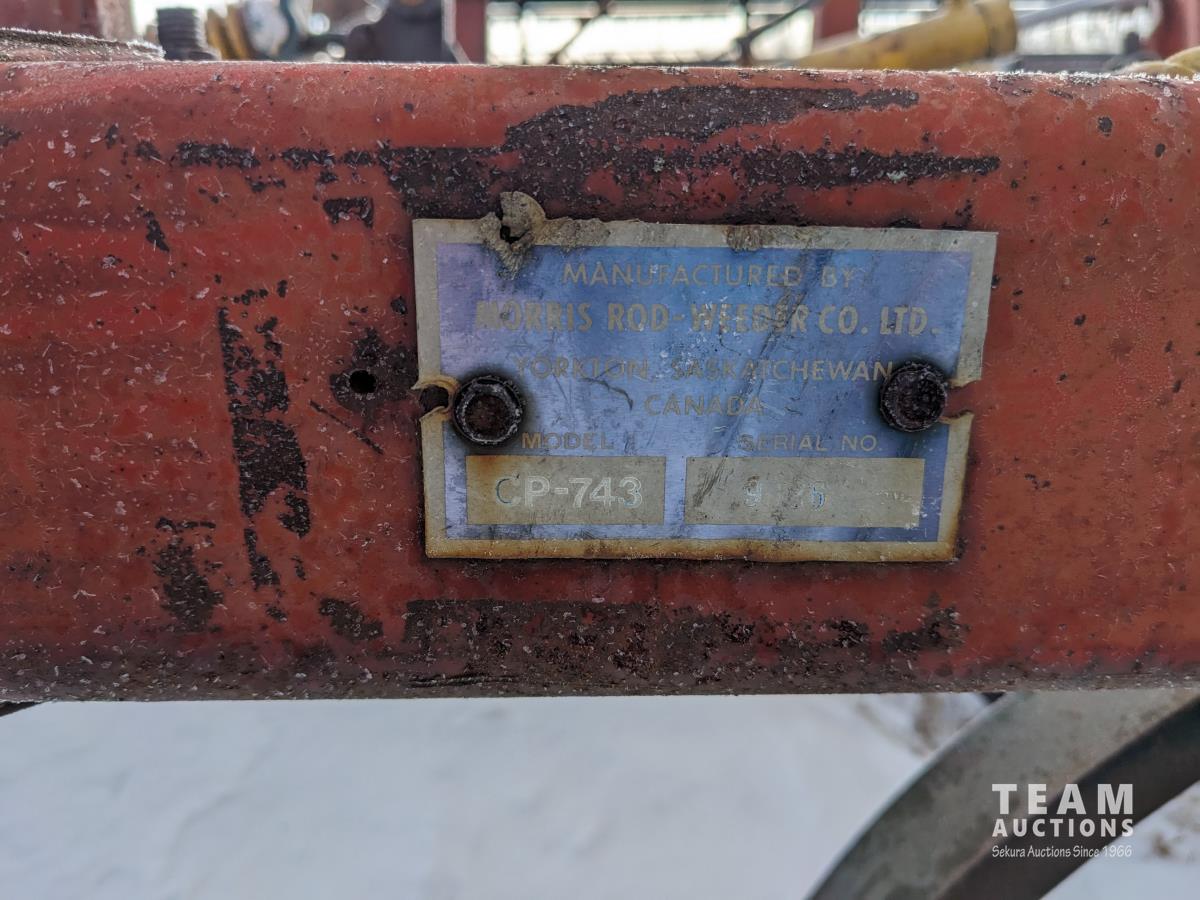 MANUFACTURED BY
MORRIS ROD-WEEDER CO. LTD.
YORKTON, SASKATCHEWAN
CANADA
MODEL SERIAL NO.
CP-743
TEAM
AUCTIONS
Sekura Auctions Since 1966